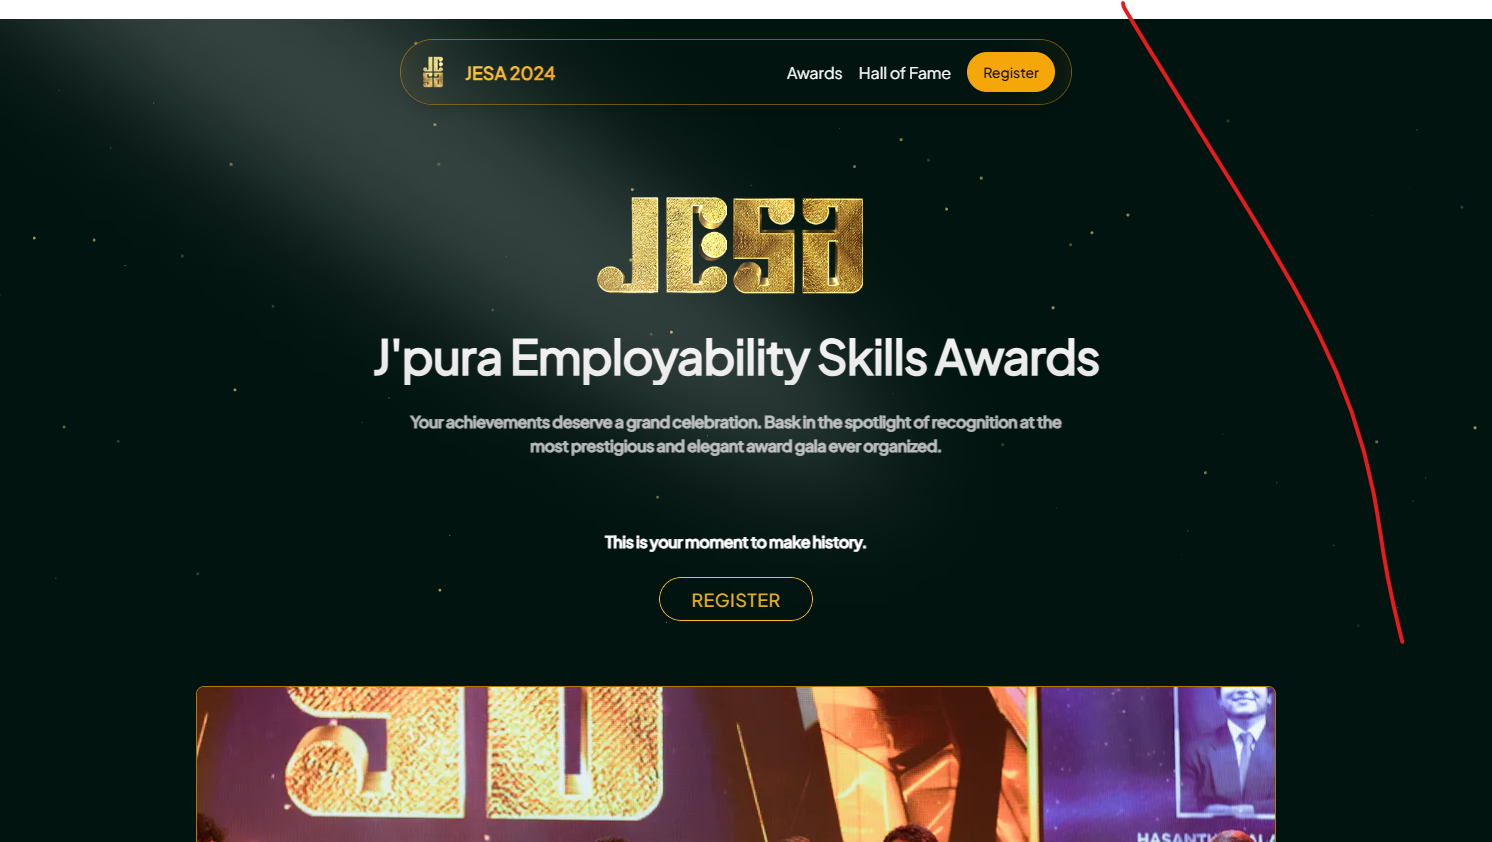 JESA
JESA 2024
Awards
Hall of Fame
Register
JESA
J'pura Employability Skills Awards
Your achievements deserve a grand celebration. Bask in the spotlight of recognition at the
most prestigious and elegant award gala ever organized.
This is your moment to make history.
REGISTER